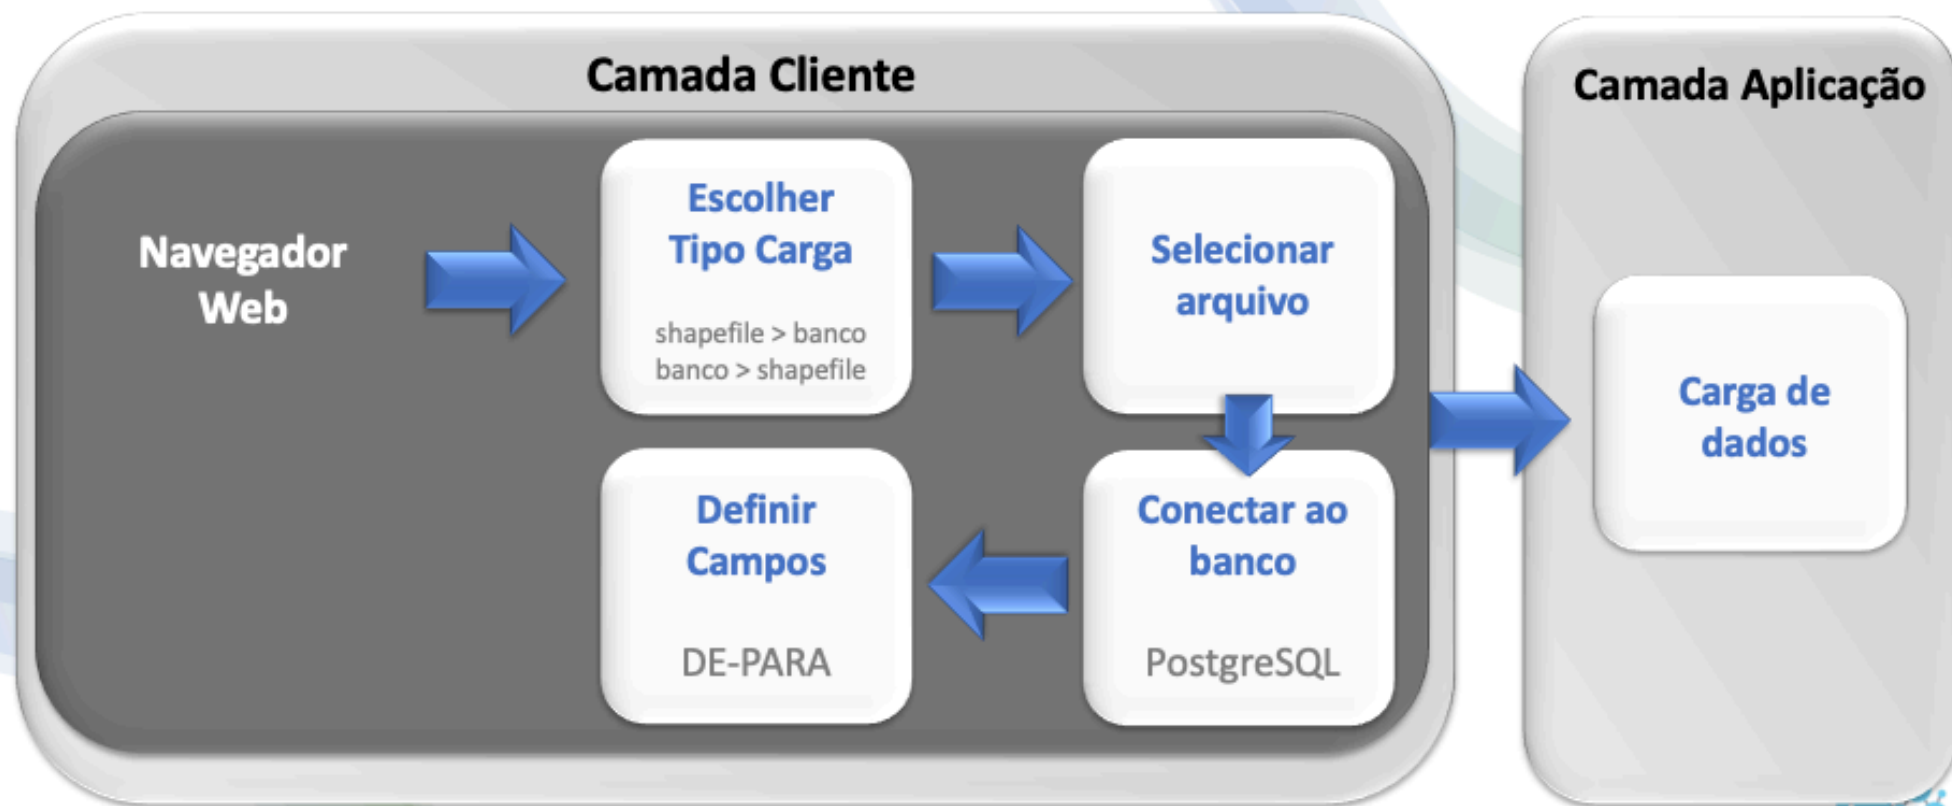 Camada Cliente
Camada Aplicação
Navegador
Web
Escolher
Tipo Carga
shapefile > banco
banco > shapefile
Selecionar
arquivo
Conectar ao
banco
PostgreSQL
Definir
Campos
DE-PARA
Carga de
dados